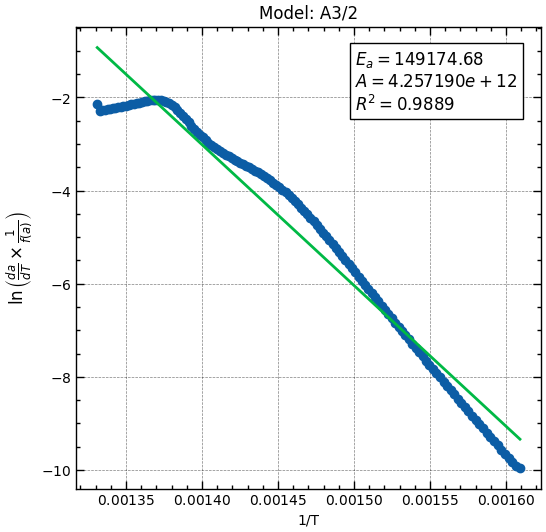 Model: A3/2
E_a = 149174.68
A = 4.257190e + 12
R^2 = 0.9889
ln (da/dT × 1/f(a))
−2
−4
−6
−8
−10
0.00135 0.00140 0.00145 0.00150 0.00155 0.00160
1/T